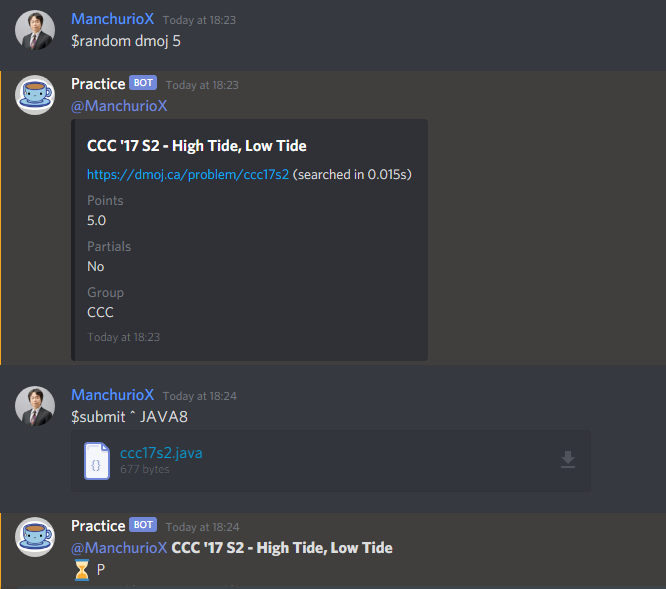 ManchurioX Today at 18:23
$random dmoj 5
Practice BOT Today at 18:23
@ManchurioX
CCC '17 S2 - High Tide, Low Tide
https://dmoj.ca/problem/ccc17s2 (searched in 0.015s)
Points
5.0
Partials
No
Group
CCC
Today at 18:23
ManchurioX Today at 18:24
$submit ^ JAVA8
{}
ccc17s2.java
677 bytes
Practice BOT Today at 18:24
@ManchurioX CCC '17 S2 - High Tide, Low Tide
⌛ P